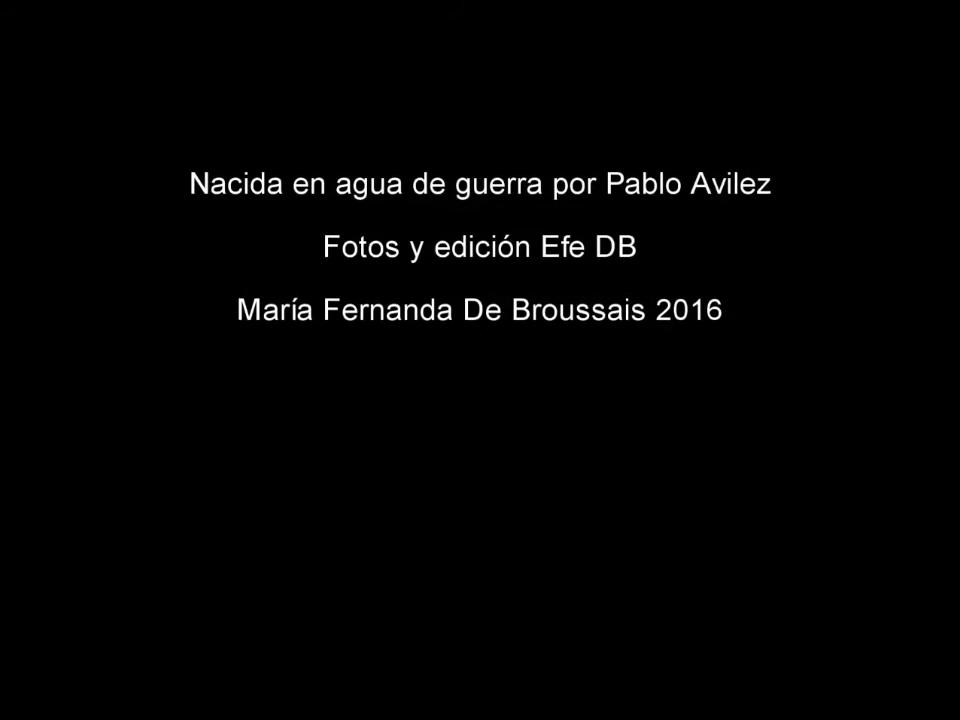 Nacida en agua de guerra por Pablo Avilez
Fotos y edición Efe DB
María Fernanda De Broussais 2016